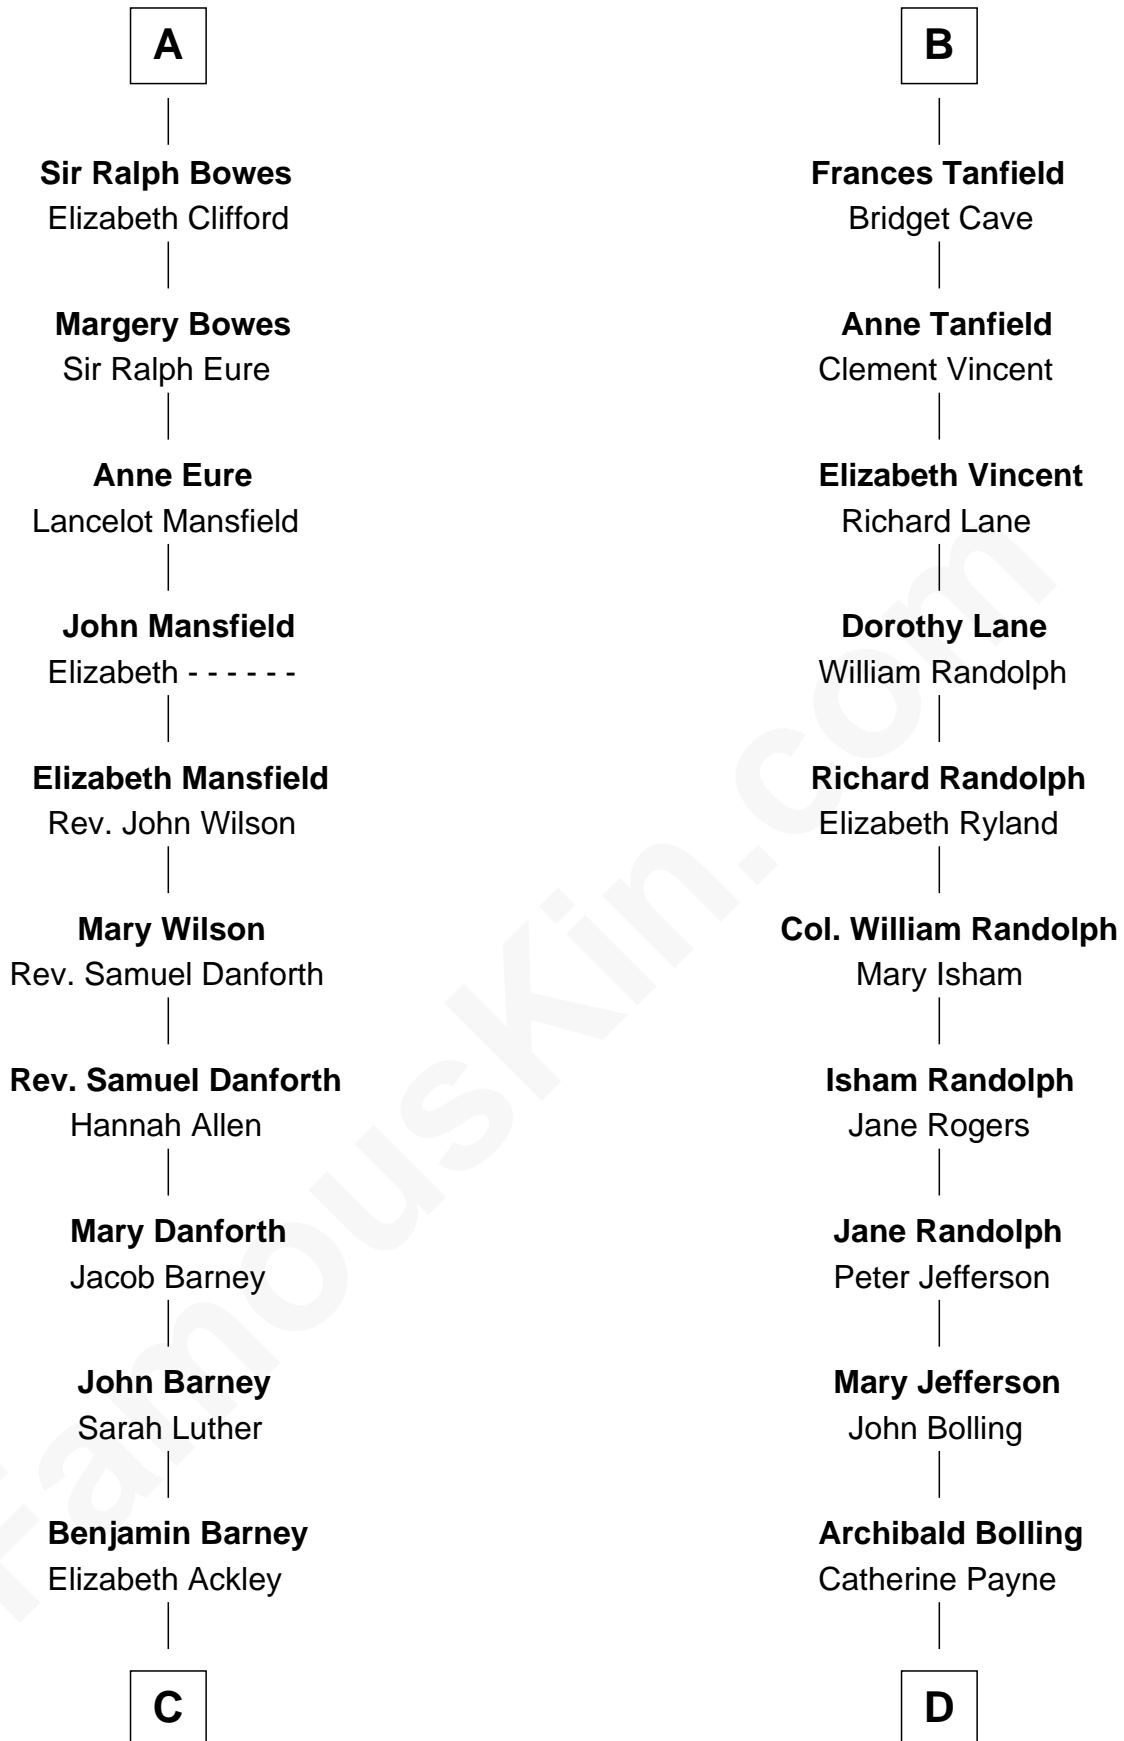 A
Sir Ralph Bowes
Elizabeth Clifford
Margery Bowes
Sir Ralph Eure
Anne Eure
Lancelot Mansfield
John Mansfield
Elizabeth - - - - - -
Elizabeth Mansfield
Rev. John Wilson
Mary Wilson
Rev. Samuel Danforth
Rev. Samuel Danforth
Hannah Allen
Mary Danforth
Jacob Barney
John Barney
Sarah Luther
Benjamin Barney
Elizabeth Ackley
C
B
Frances Tanfield
Bridget Cave
Anne Tanfield
Clement Vincent
Elizabeth Vincent
Richard Lane
Dorothy Lane
William Randolph
Richard Randolph
Elizabeth Ryland
Col. William Randolph
Mary Isham
Isham Randolph
Jane Rogers
Jane Randolph
Peter Jefferson
Mary Jefferson
John Bolling
Archibald Bolling
Catherine Payne
D
FamousKin.com